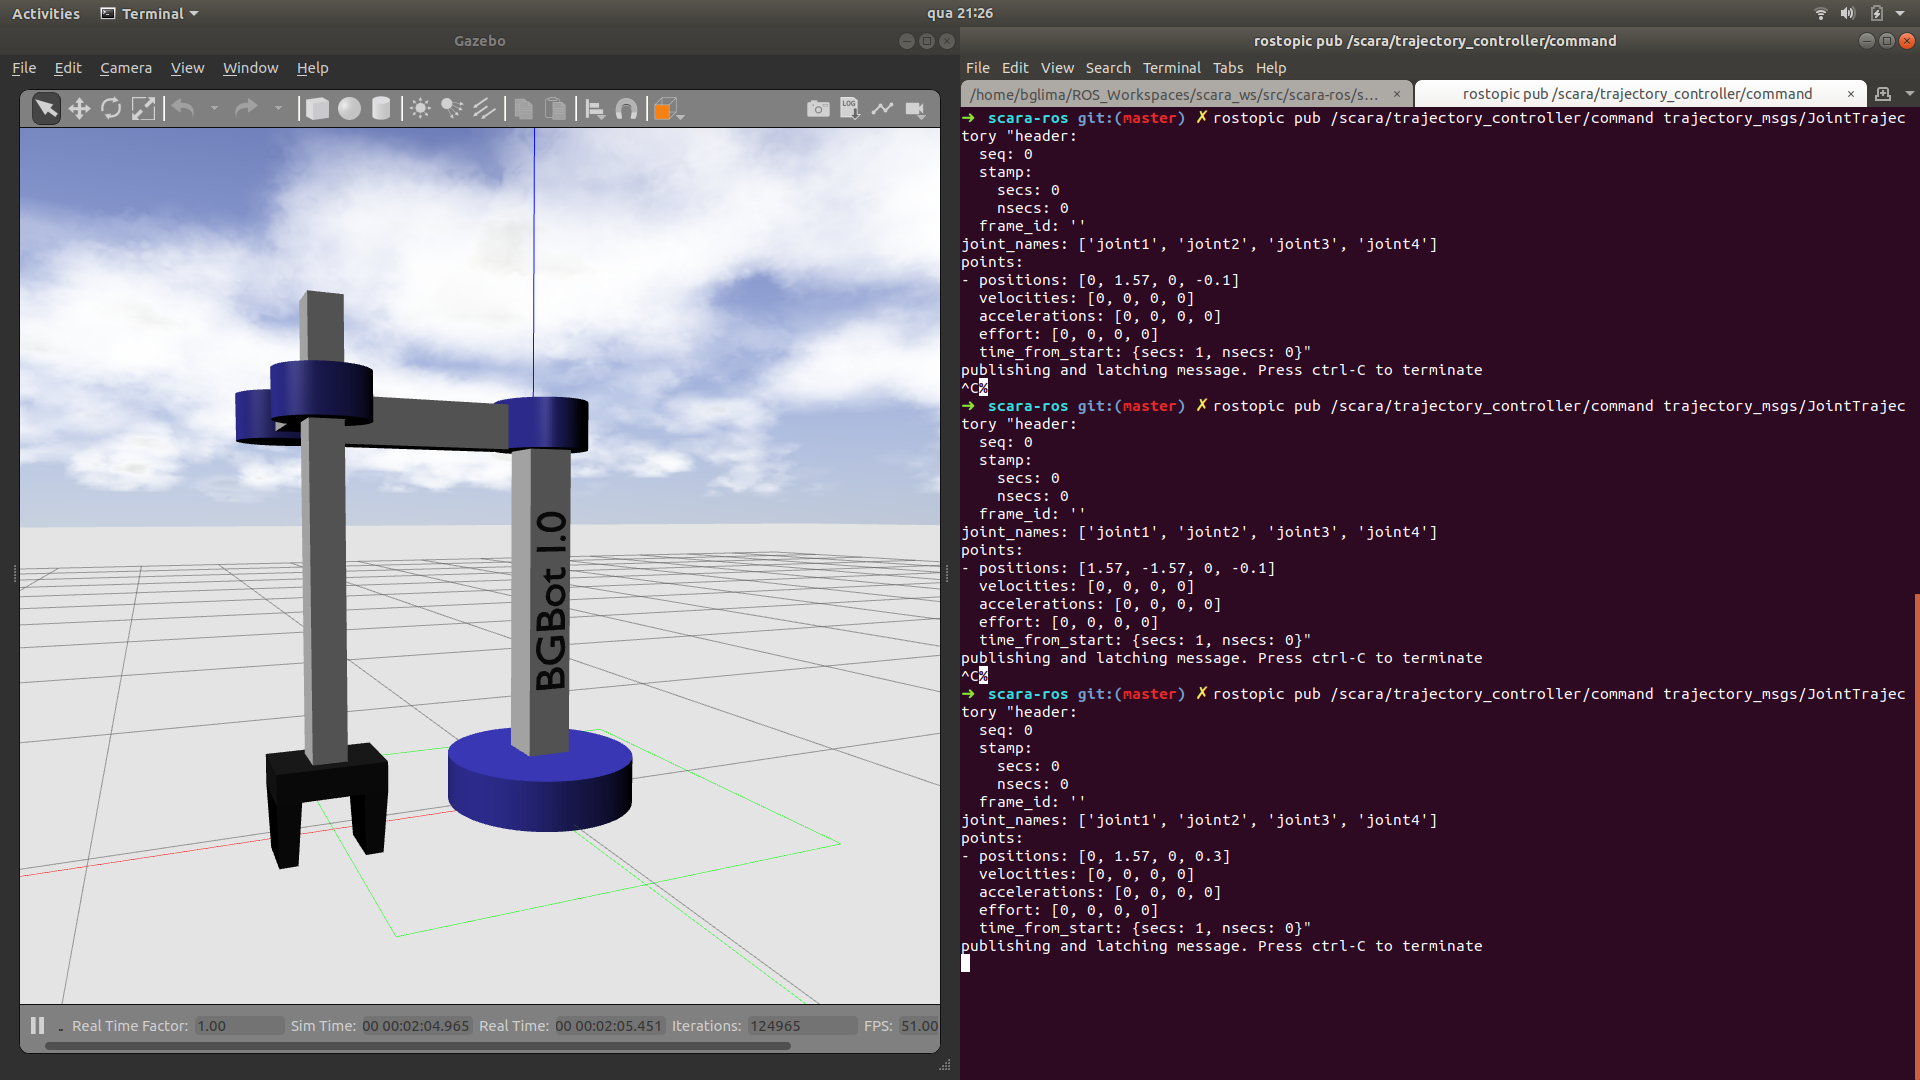 Activities Terminal qua 21:26
Gazebo
File Edit Camera View Window Help
LOG
BGBot 1.0
Real Time Factor: 1.00 Sim Time: 00 00:02:04.965 Real Time: 00 00:02:05.451 Iterations: 124965 FPS: 51.00
rostopic pub /scara/trajectory_controller/command
File Edit View Search Terminal Tabs Help
/home/bglima/ROS_Workspaces/scara_ws/src/scara-ros/s... × rostopic pub /scara/trajectory_controller/command ×
➜ scara-ros git:(master) ✗ rostopic pub /scara/trajectory_controller/command trajectory_msgs/JointTrajec
tory "header:
  seq: 0
  stamp:
    secs: 0
    nsecs: 0
  frame_id: ''
joint_names: ['joint1', 'joint2', 'joint3', 'joint4']
points:
- positions: [0, 1.57, 0, -0.1]
  velocities: [0, 0, 0, 0]
  accelerations: [0, 0, 0, 0]
  effort: [0, 0, 0, 0]
  time_from_start: {secs: 1, nsecs: 0}"
publishing and latching message. Press ctrl-C to terminate
^C%
➜ scara-ros git:(master) ✗ rostopic pub /scara/trajectory_controller/command trajectory_msgs/JointTrajec
tory "header:
  seq: 0
  stamp:
    secs: 0
    nsecs: 0
  frame_id: ''
joint_names: ['joint1', 'joint2', 'joint3', 'joint4']
points:
- positions: [1.57, -1.57, 0, -0.1]
  velocities: [0, 0, 0, 0]
  accelerations: [0, 0, 0, 0]
  effort: [0, 0, 0, 0]
  time_from_start: {secs: 1, nsecs: 0}"
publishing and latching message. Press ctrl-C to terminate
^C%
➜ scara-ros git:(master) ✗ rostopic pub /scara/trajectory_controller/command trajectory_msgs/JointTrajec
tory "header:
  seq: 0
  stamp:
    secs: 0
    nsecs: 0
  frame_id: ''
joint_names: ['joint1', 'joint2', 'joint3', 'joint4']
points:
- positions: [0, 1.57, 0, 0.3]
  velocities: [0, 0, 0, 0]
  accelerations: [0, 0, 0, 0]
  effort: [0, 0, 0, 0]
  time_from_start: {secs: 1, nsecs: 0}"
publishing and latching message. Press ctrl-C to terminate